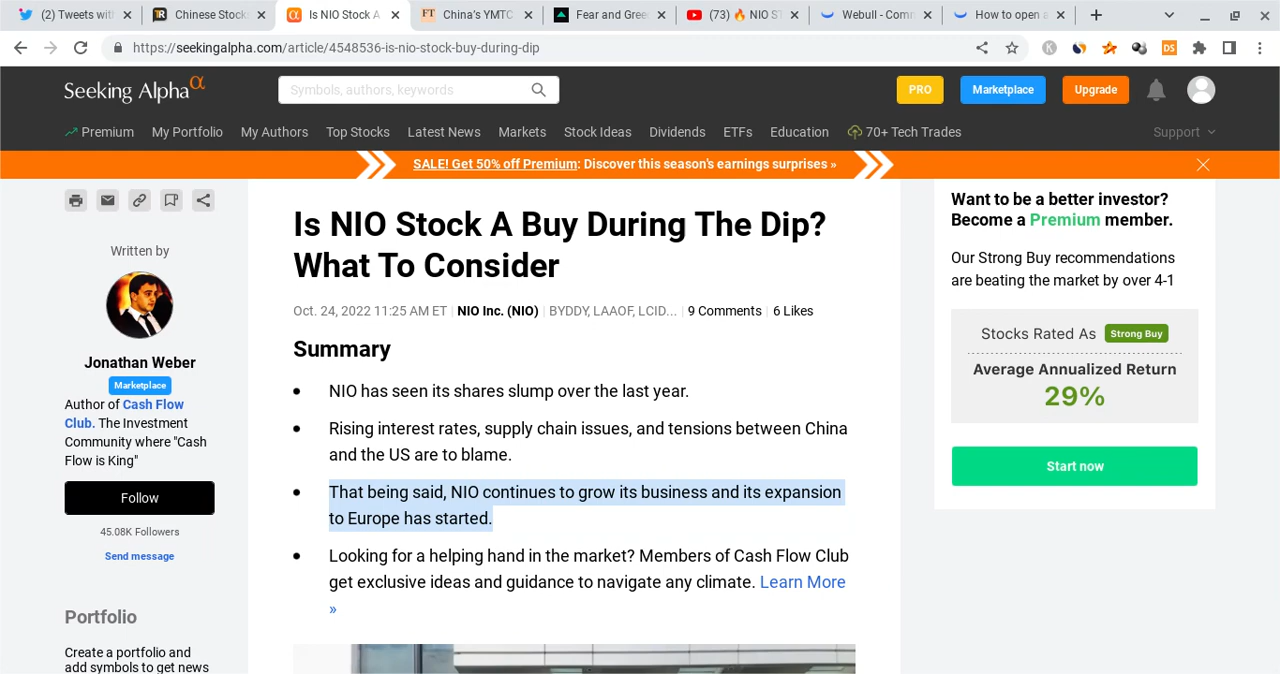 (2) Tweets with
Chinese Stock
Is NIO Stock A
China's YMTC
Fear and Gree
(73) 🔥 NIO ST
Webull - Comm
How to open a
https://seekingalpha.com/article/4548536-is-nio-stock-buy-during-dip
Seeking Alpha α
Symbols, authors, keywords
PRO
Marketplace
Upgrade
Premium My Portfolio My Authors Top Stocks Latest News Markets Stock Ideas Dividends ETFs Education 70+ Tech Trades Support
SALE! Get 50% off Premium: Discover this season's earnings surprises »
Written by
Jonathan Weber
Marketplace
Author of Cash Flow
Club. The Investment
Community where "Cash
Flow is King"
Follow
45.08K Followers
Send message
Portfolio
Create a portfolio and
add symbols to get news
Is NIO Stock A Buy During The Dip?
What To Consider
Oct. 24, 2022 11:25 AM ET | NIO Inc. (NIO) | BYDDY, LAAOF, LCID... | 9 Comments | 6 Likes
Summary
• NIO has seen its shares slump over the last year.
• Rising interest rates, supply chain issues, and tensions between China
and the US are to blame.
• That being said, NIO continues to grow its business and its expansion
to Europe has started.
• Looking for a helping hand in the market? Members of Cash Flow Club
get exclusive ideas and guidance to navigate any climate. Learn More
»
Want to be a better investor?
Become a Premium member.
Our Strong Buy recommendations
are beating the market by over 4-1
Stocks Rated As Strong Buy
Average Annualized Return
29%
Start now